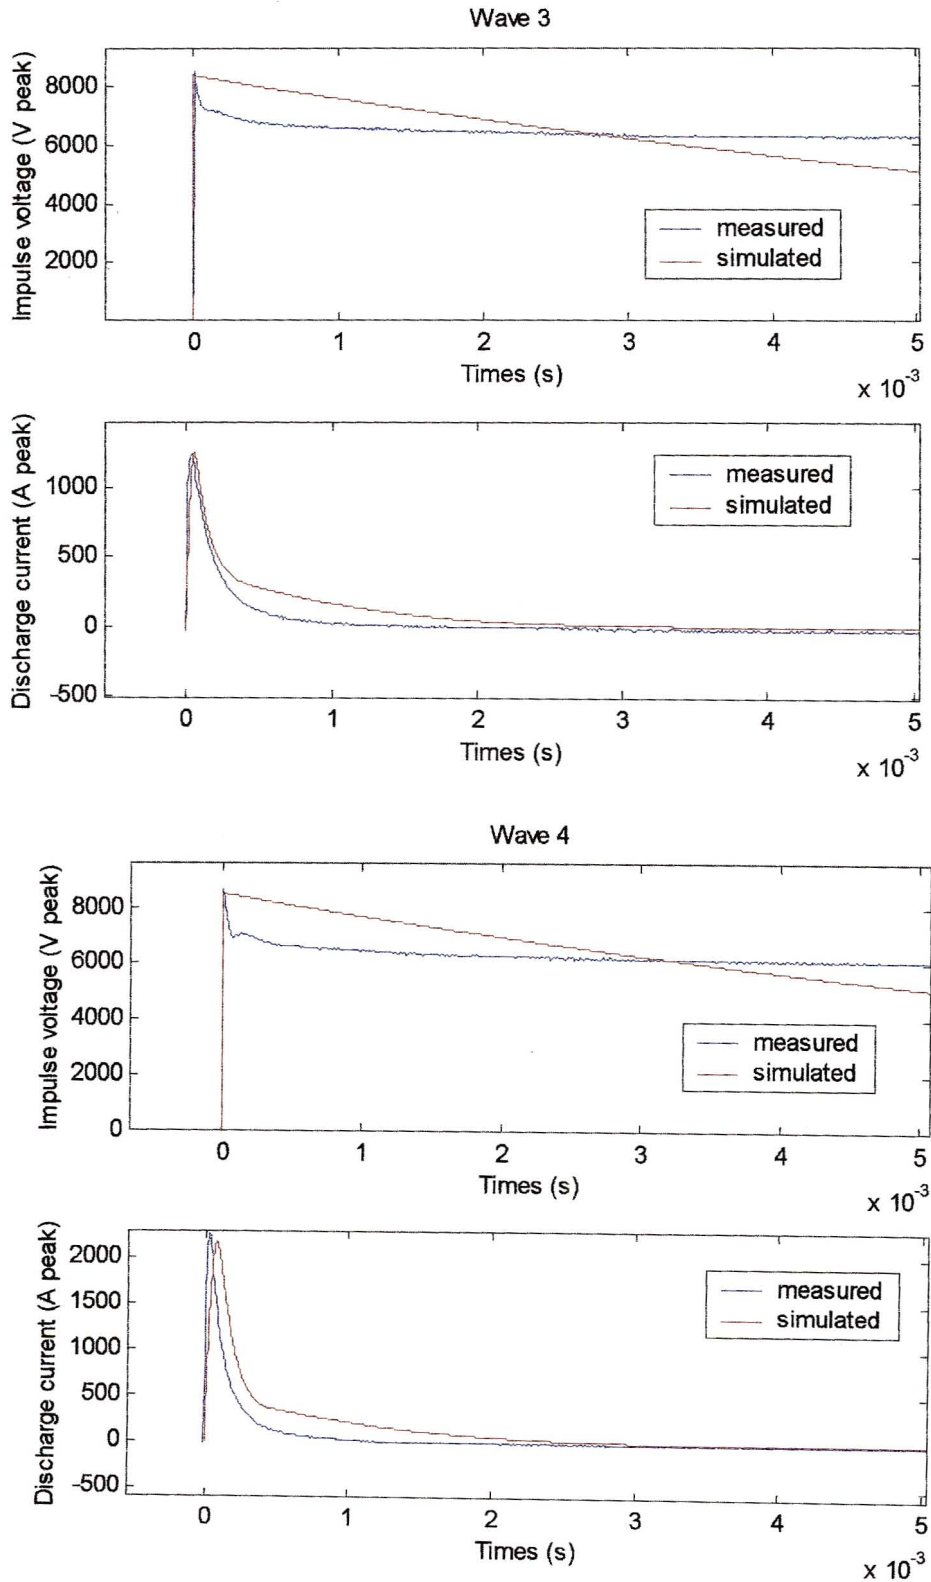 Wave 3
Impulse voltage (V peak)
8000
6000
4000
2000
measured
simulated
0 1 2 3 4 5
Times (s)
x 10-3
Discharge current (A peak)
1000
500
0
-500
measured
simulated
0 1 2 3 4 5
Times (s)
x 10-3
Wave 4
Impulse voltage (V peak)
8000
6000
4000
2000
0
measured
simulated
0 1 2 3 4 5
Times (s)
x 10-3
Discharge current (A peak)
2000
1500
1000
500
0
-500
measured
simulated
0 1 2 3 4 5
Times (s)
x 10-3